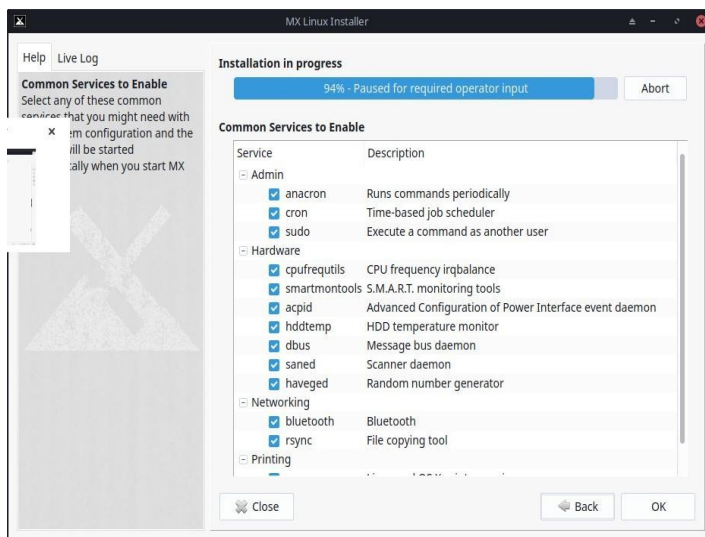 MX Linux Installer
Help
Live Log
Common Services to Enable
Select any of these common
services that you might need with
em configuration and the
will be started
cally when you start MX
Installation in progress
94% - Paused for required operator input
Abort
Common Services to Enable
Service Description
Admin
anacron Runs commands periodically
cron Time-based job scheduler
sudo Execute a command as another user
Hardware
cpufrequtils CPU frequency irqbalance
smartmontools S.M.A.R.T. monitoring tools
acpid Advanced Configuration of Power Interface event daemon
hddtemp HDD temperature monitor
dbus Message bus daemon
saned Scanner daemon
haveged Random number generator
Networking
bluetooth Bluetooth
rsync File copying tool
Printing
Close
Back
OK